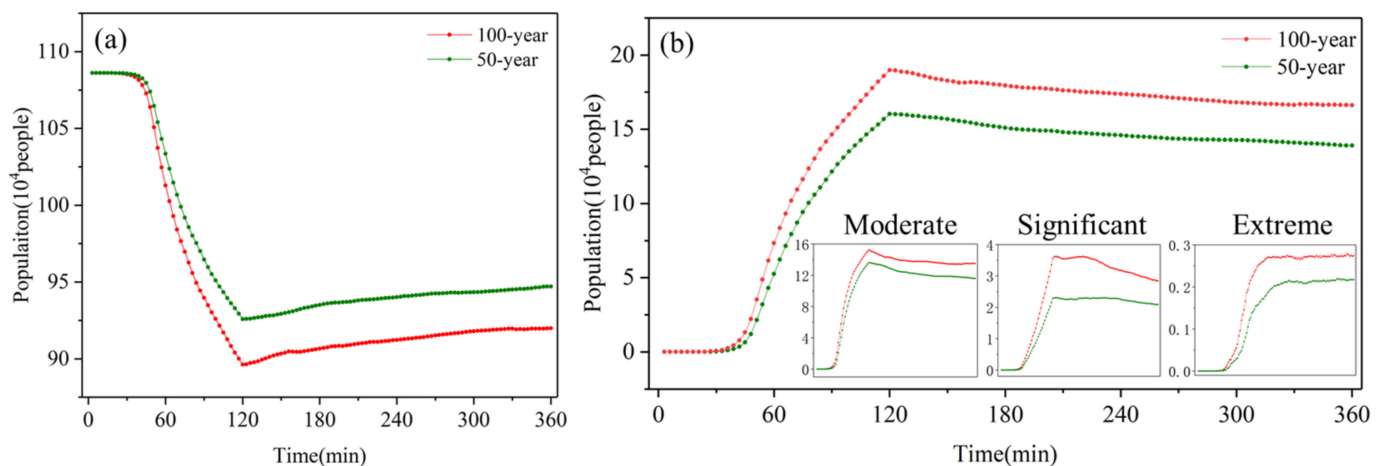 (a)
100-year
50-year
110
105
100
95
90
Populaiton(10⁴people)
0
60
120
180
240
300
360
Time(min)
(b)
100-year
50-year
20
15
10
5
0
Population(10⁴people)
0
60
120
180
240
300
360
Time(min)
Moderate
16
12
8
4
0
Significant
4
3
2
1
0
Extreme
0.3
0.2
0.1
0. 0